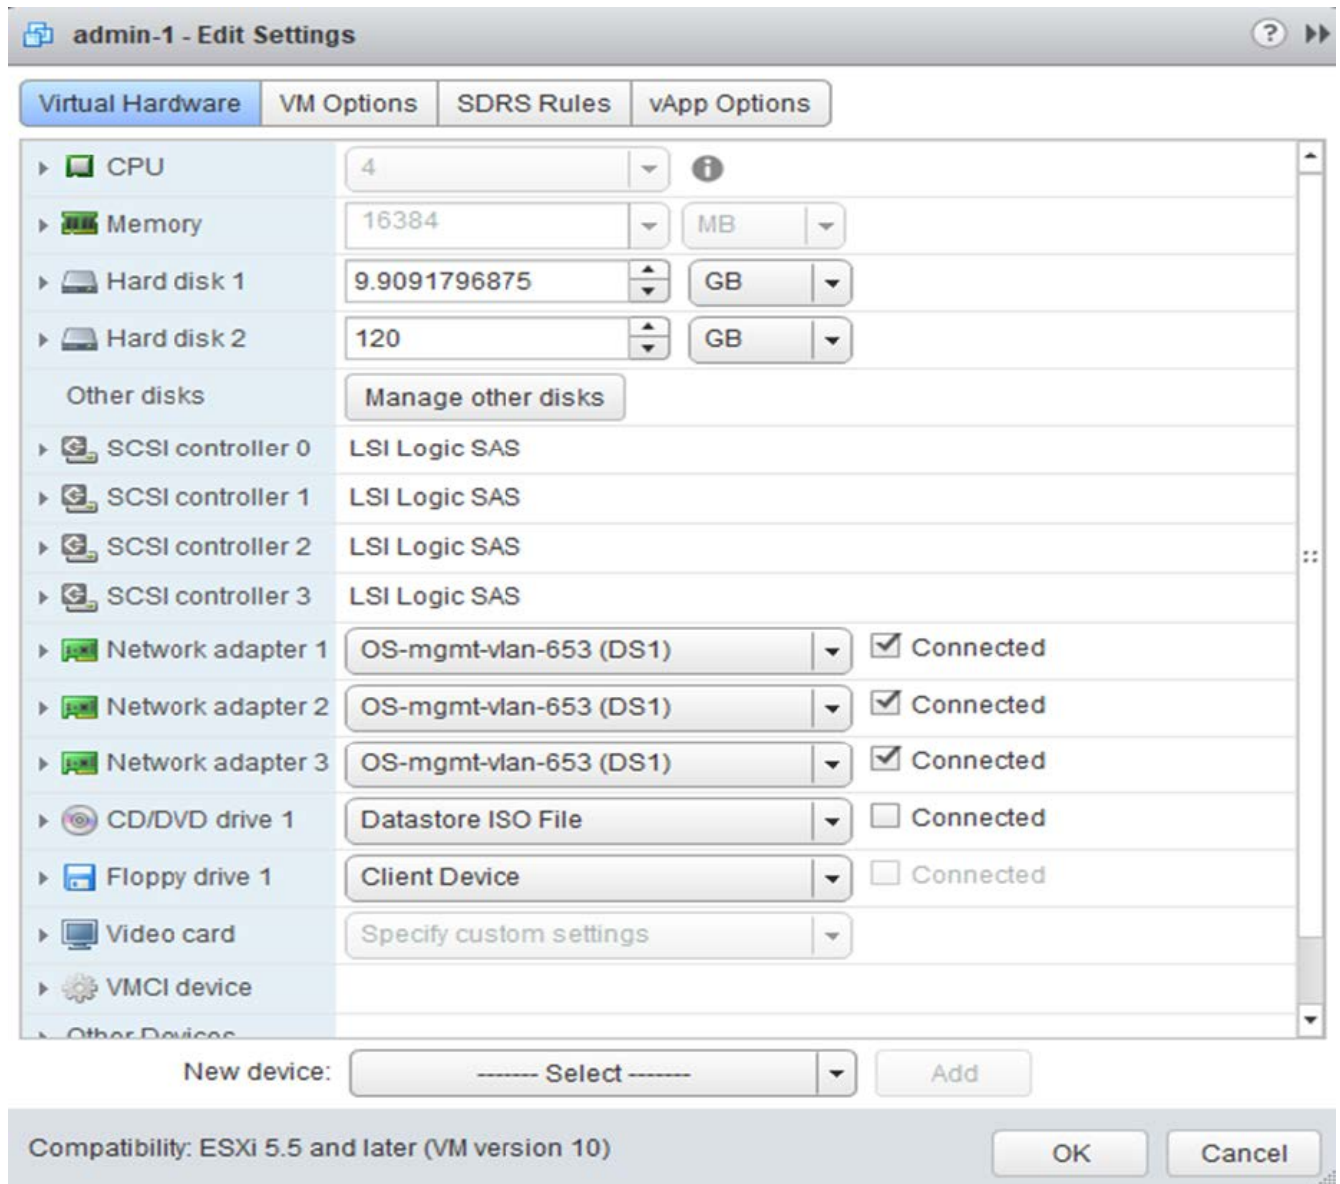 admin-1 - Edit Settings ?
Virtual Hardware VM Options SDRS Rules vApp Options
CPU 4 i
Memory 16384 MB
Hard disk 1 9.9091796875 GB
Hard disk 2 120 GB
Other disks Manage other disks
SCSI controller 0 LSI Logic SAS
SCSI controller 1 LSI Logic SAS
SCSI controller 2 LSI Logic SAS
SCSI controller 3 LSI Logic SAS
Network adapter 1 OS-mgmt-vlan-653 (DS1) Connected
Network adapter 2 OS-mgmt-vlan-653 (DS1) Connected
Network adapter 3 OS-mgmt-vlan-653 (DS1) Connected
CD/DVD drive 1 Datastore ISO File Connected
Floppy drive 1 Client Device Connected
Video card Specify custom settings
VMCI device
Other Devices
New device: ------- Select ------- Add
Compatibility: ESXi 5.5 and later (VM version 10) OK Cancel